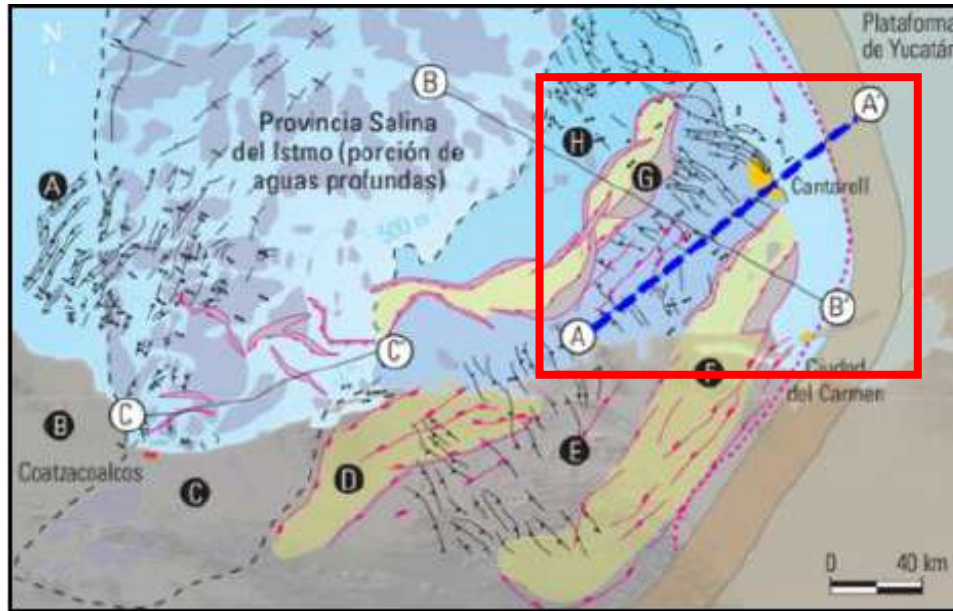 N
Plataforma
de Yucatán
B
A'
Provincia Salina
del Istmo (porción de
aguas profundas)
H
G
A
Cantarell
500 m
B'
A
C'
F
Ciudad
del Carmen
B
C
E
Coatzacoalcos
D
C
0 40 km